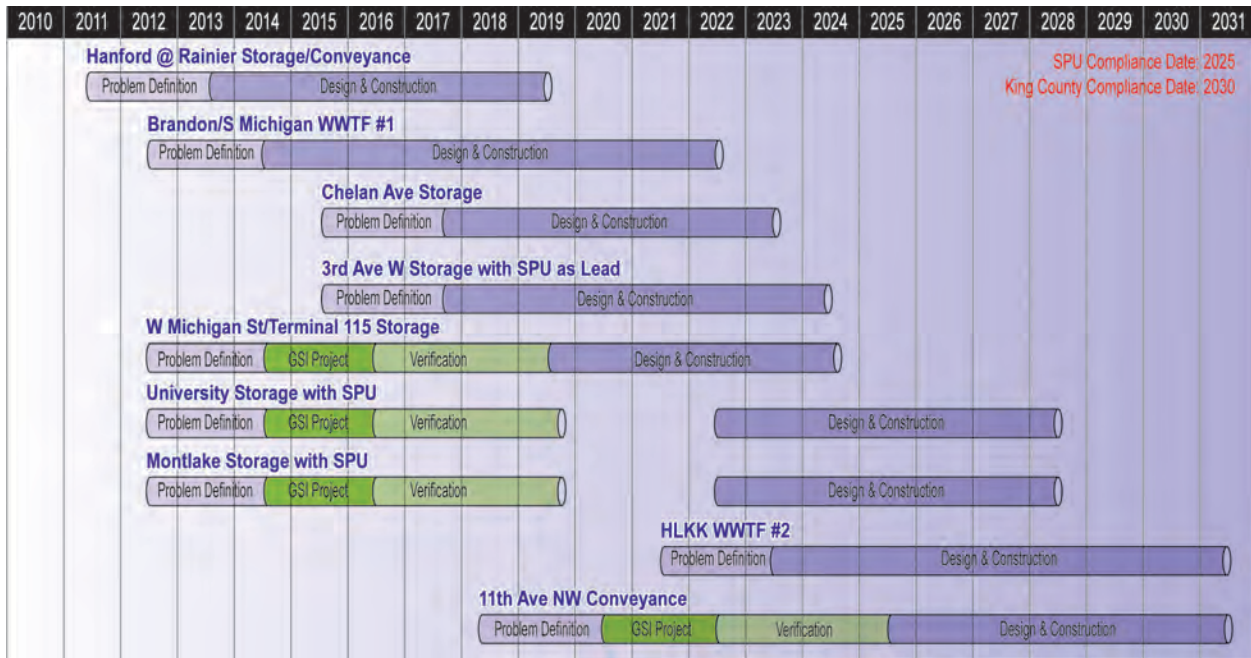 2010 2011 2012 2013 2014 2015 2016 2017 2018 2019 2020 2021 2022 2023 2024 2025 2026 2027 2028 2029 2030 2031
SPU Compliance Date: 2025
King County Compliance Date: 2030
Hanford @ Rainier Storage/Conveyance
Problem Definition Design & Construction
Brandon/S Michigan WWTF #1
Problem Definition Design & Construction
Chelan Ave Storage
Problem Definition Design & Construction
3rd Ave W Storage with SPU as Lead
Problem Definition Design & Construction
W Michigan St/Terminal 115 Storage
Problem Definition GSI Project Verification Design & Construction
University Storage with SPU
Problem Definition GSI Project Verification Design & Construction
Montlake Storage with SPU
Problem Definition GSI Project Verification Design & Construction
HLKK WWTF #2
Problem Definition Design & Construction
11th Ave NW Conveyance
Problem Definition GSI Project Verification Design & Construction